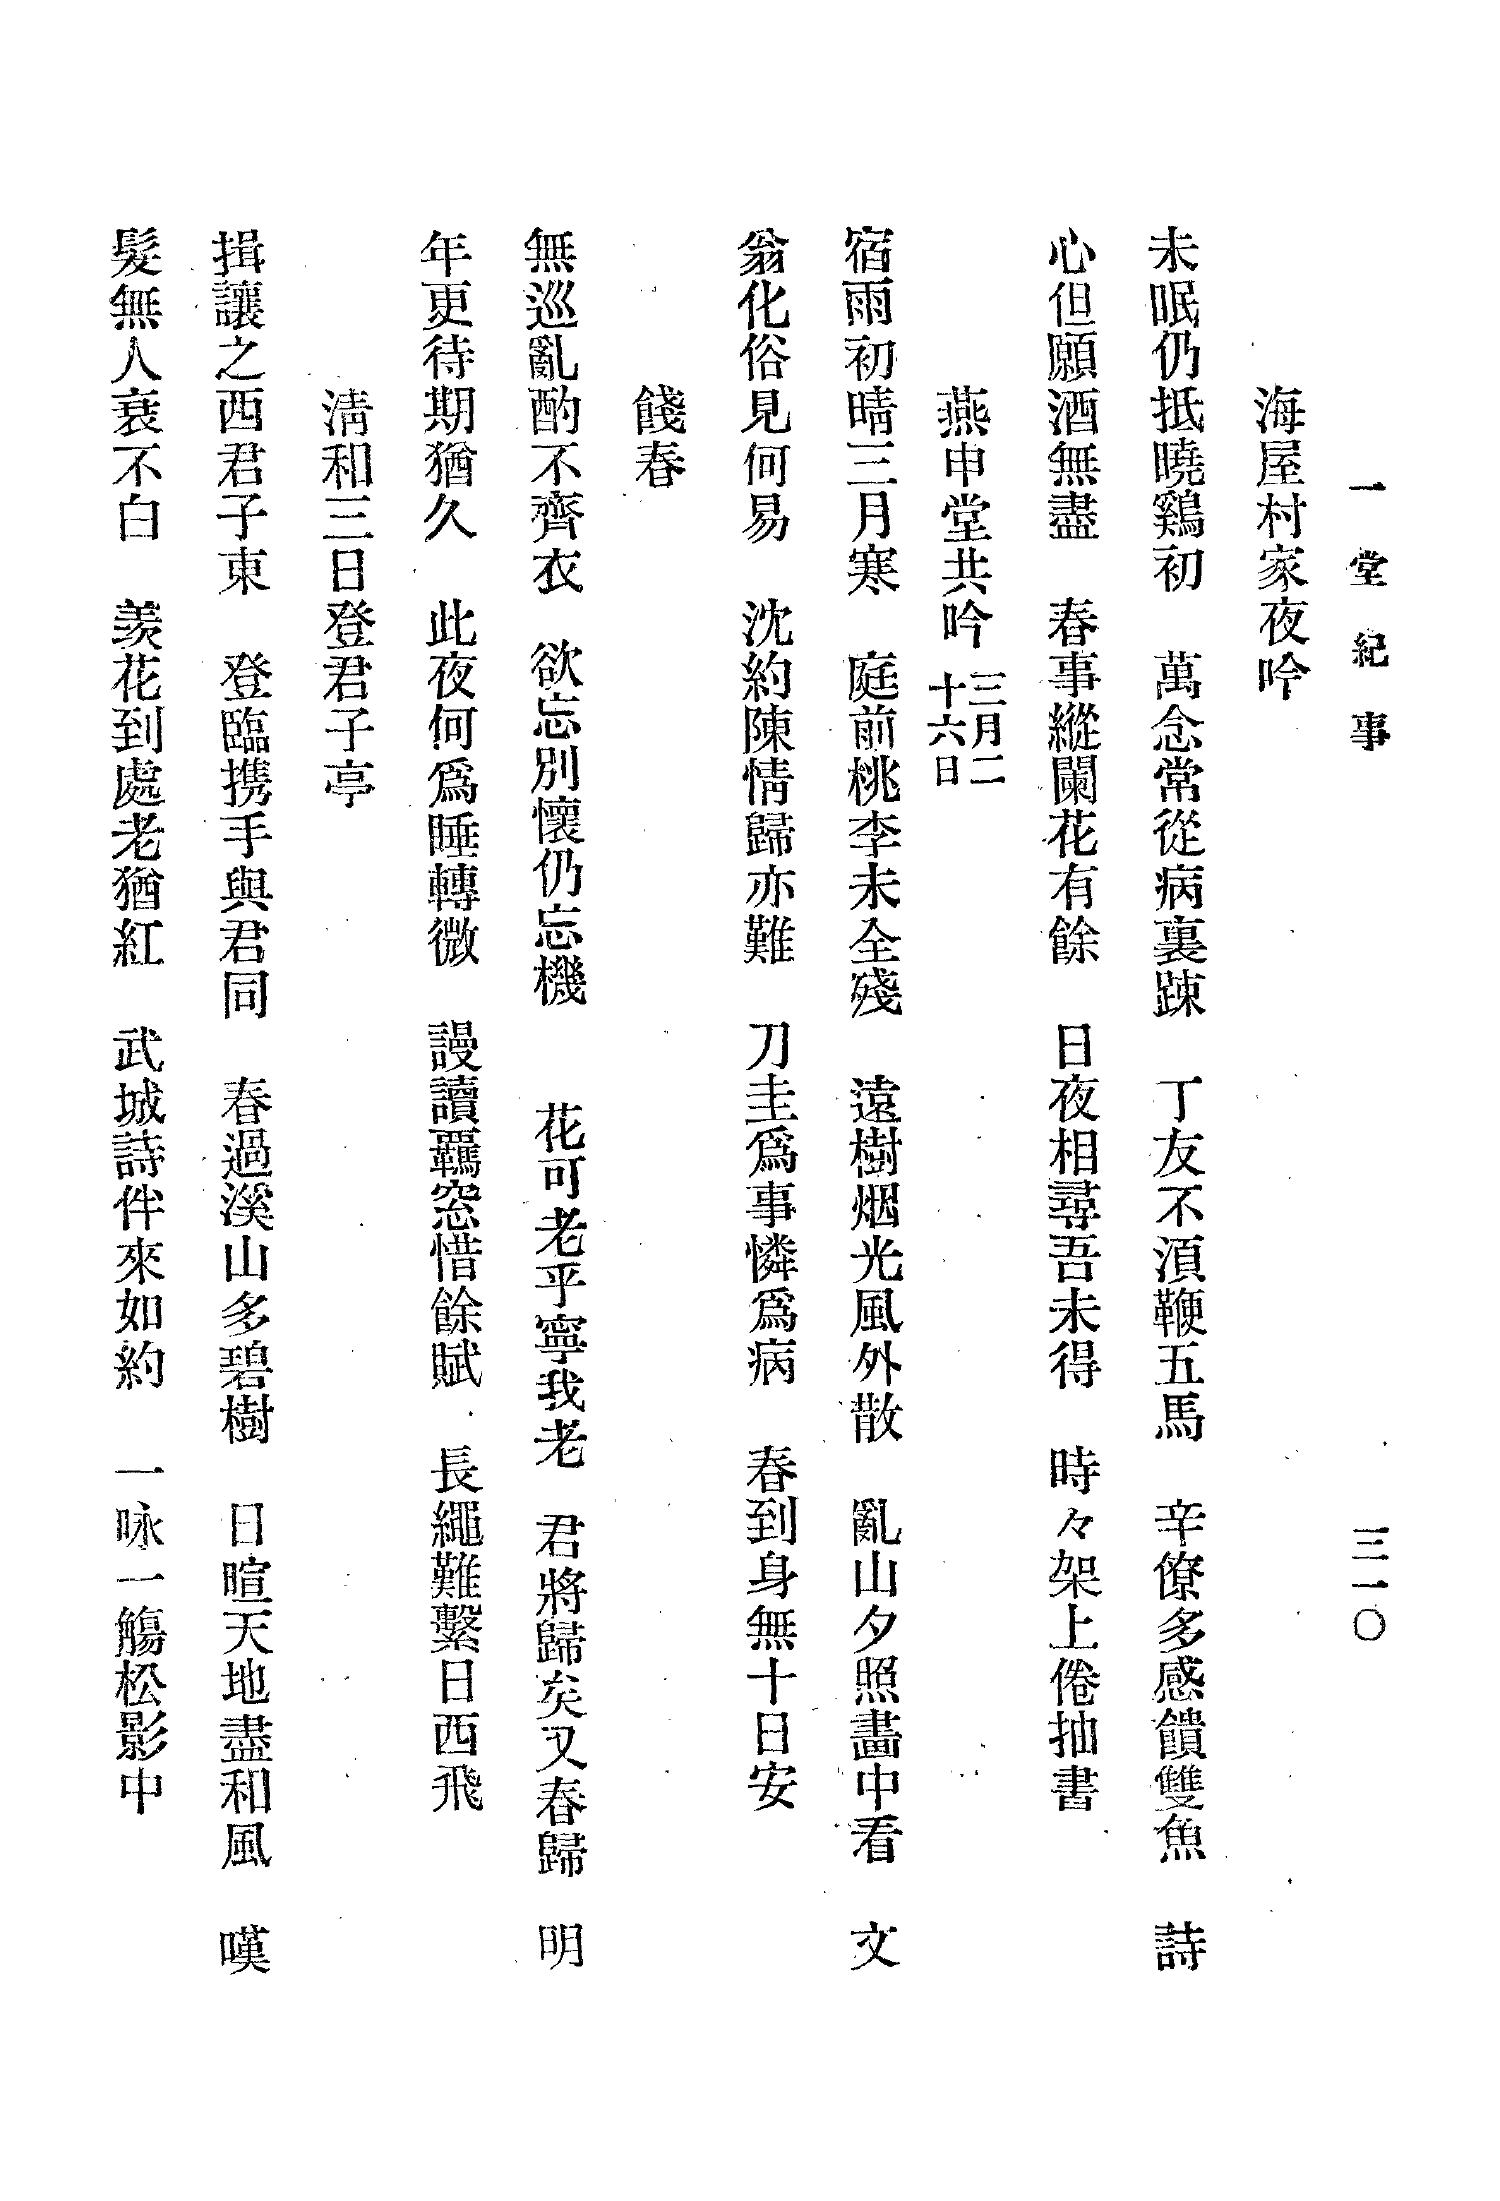 一堂紀事　三一〇
海屋村家夜吟
未眠仍抵曉鷄初　萬念常從病裏踈　丁友不湏鞭五馬　辛僚多感饋雙魚　詩
心但願酒無盡　春事縱闌花有餘　日夜相尋吾未得　時々架上倦抽書
燕申堂共吟 三月二十六日
宿雨初晴三月寒　庭前桃李未全殘　遠樹烟光風外散　亂山夕照畵中看　文
翁化俗見何易　沈約陳情歸亦難　刀圭爲事憐爲病　春到身無十日安
餞春
無巡亂酌不齊衣　欲忘別懷仍忘機　花可老乎寧我老　君將歸矣又春歸　明
年更待期猶久　此夜何爲睡轉微　謾讀羈窓惜餘賦　長繩難繫日西飛
淸和三日登君子亭
揖讓之西君子東　登臨携手與君同　春過溪山多碧樹　日暄天地盡和風　嘆
髮無人衰不白　羨花到處老猶紅　武城詩伴來如約　一咏一觴松影中